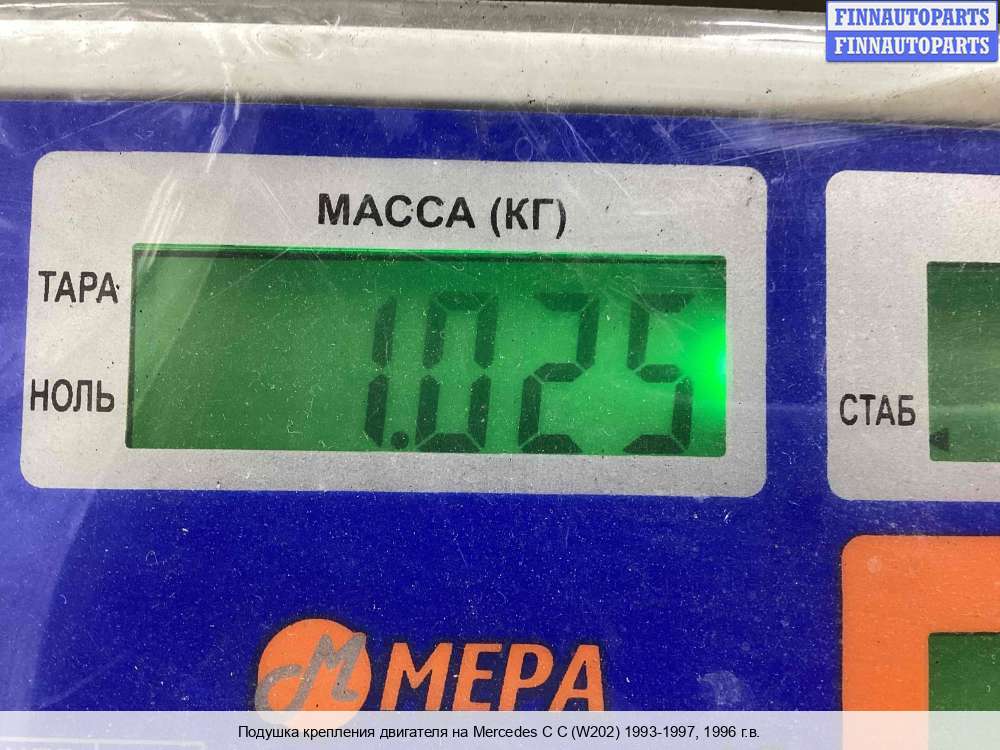 FINNAUTOPARTS
FINNAUTOPARTS
МАССА (КГ)
ТАРА
1.025
НОЛЬ
СТАБ
М МЕРА
Подушка крепления двигателя на Mercedes C C (W202) 1993-1997, 1996 г.в.